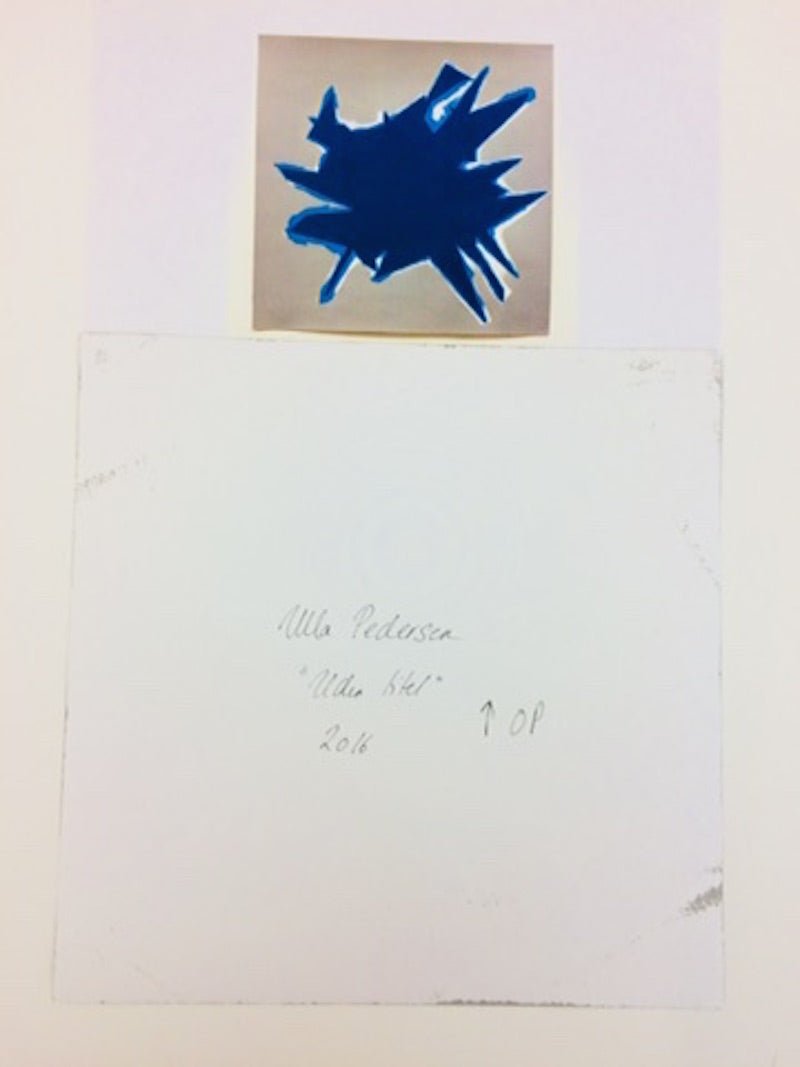 Ulla Pedersen
"Uden titel"
2016
↑ OP